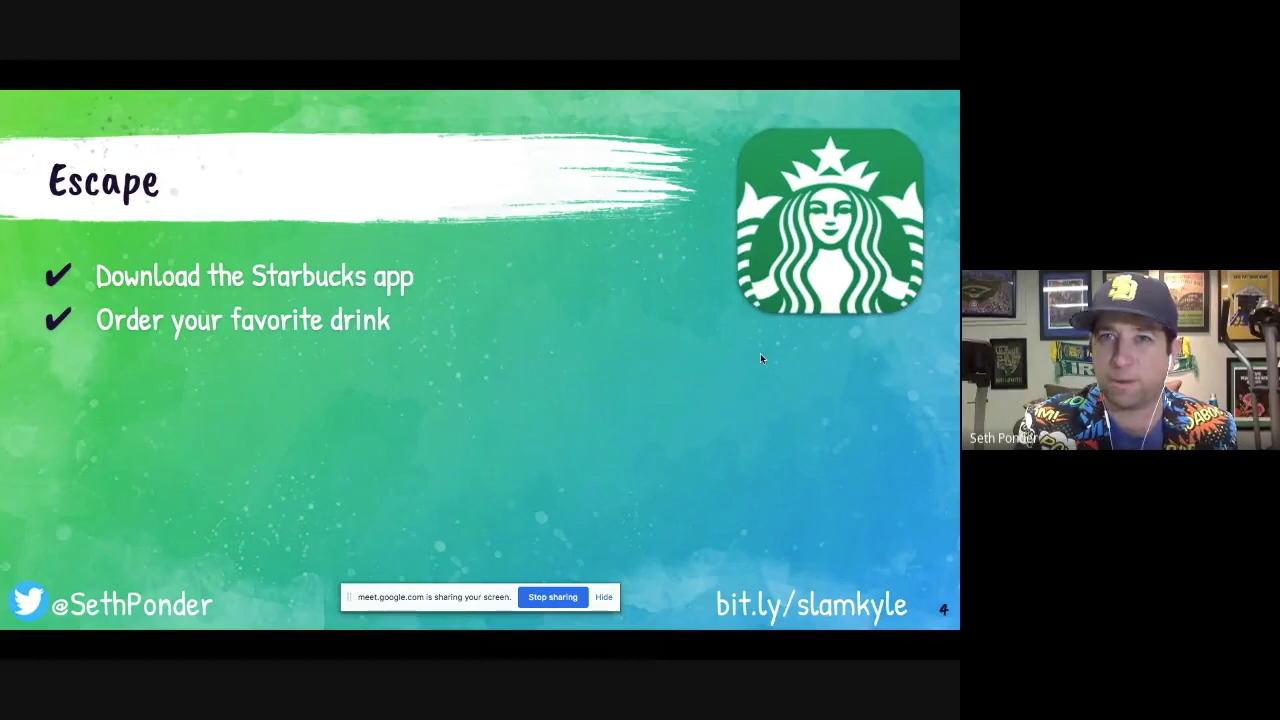 Escape
✔ Download the Starbucks app
✔ Order your favorite drink
@SethPonder
meet.google.com is sharing your screen.
Stop sharing
Hide
bit.ly/slamkyle
4
Seth Ponder